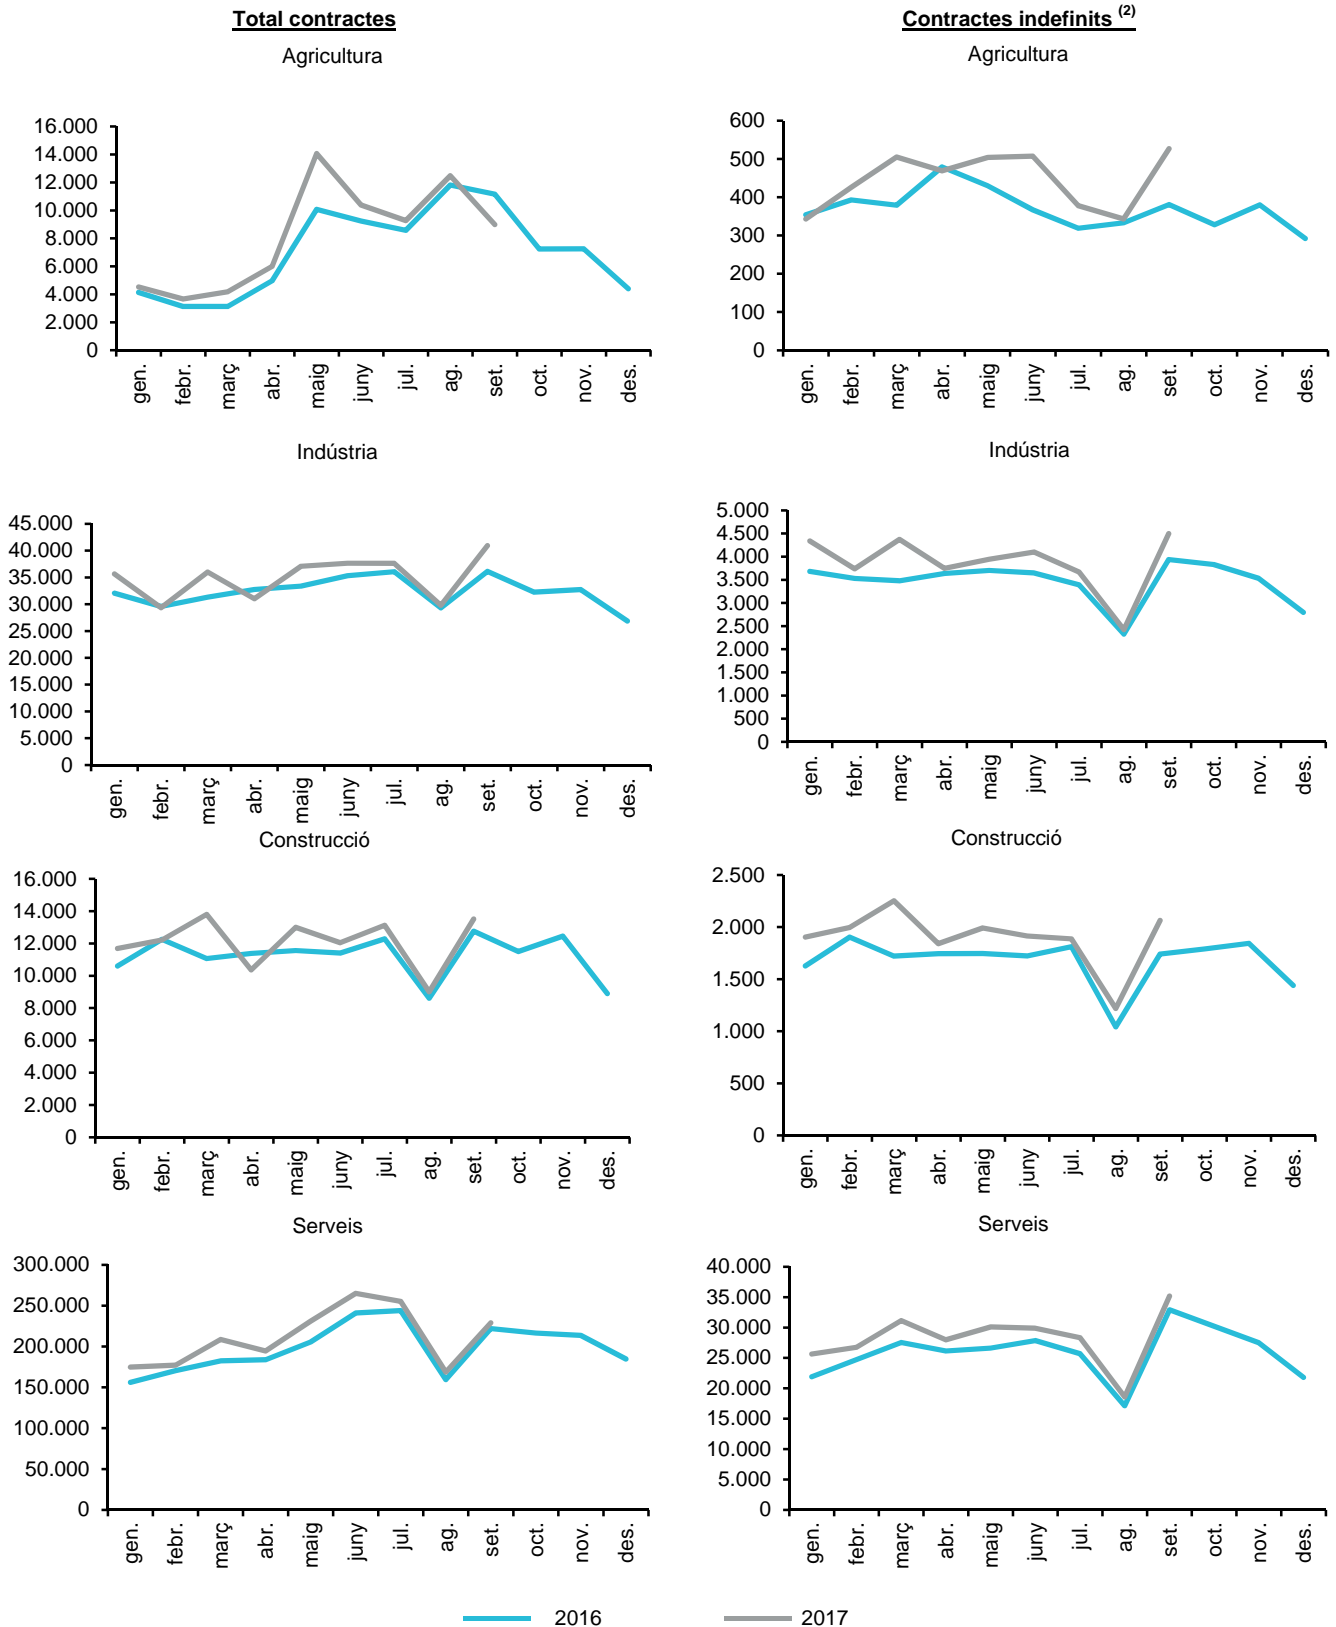 Total contractes
Contractes indefinits (2)
Agricultura
16.000
14.000
12.000
10.000
8.000
6.000
4.000
2.000
0
gen.
febr.
març
abr.
maig
juny
jul.
ag.
set.
oct.
nov.
des.
Agricultura
600
500
400
300
200
100
0
gen.
febr.
març
abr.
maig
juny
jul.
ag.
set.
oct.
nov.
des.
Indústria
45.000
40.000
35.000
30.000
25.000
20.000
15.000
10.000
5.000
0
gen.
febr.
març
abr.
maig
juny
jul.
ag.
set.
oct.
nov.
des.
Indústria
5.000
4.500
4.000
3.500
3.000
2.500
2.000
1.500
1.000
500
0
gen.
febr.
març
abr.
maig
juny
jul.
ag.
set.
oct.
nov.
des.
Construcció
16.000
14.000
12.000
10.000
8.000
6.000
4.000
2.000
0
gen.
febr.
març
abr.
maig
juny
jul.
ag.
set.
oct.
nov.
des.
Construcció
2.500
2.000
1.500
1.000
500
0
gen.
febr.
març
abr.
maig
juny
jul.
ag.
set.
oct.
nov.
des.
Serveis
300.000
250.000
200.000
150.000
100.000
50.000
0
gen.
febr.
març
abr.
maig
juny
jul.
ag.
set.
oct.
nov.
des.
Serveis
40.000
35.000
30.000
25.000
20.000
15.000
10.000
5.000
0
gen.
febr.
març
abr.
maig
juny
jul.
ag.
set.
oct.
nov.
des.
2016
2017